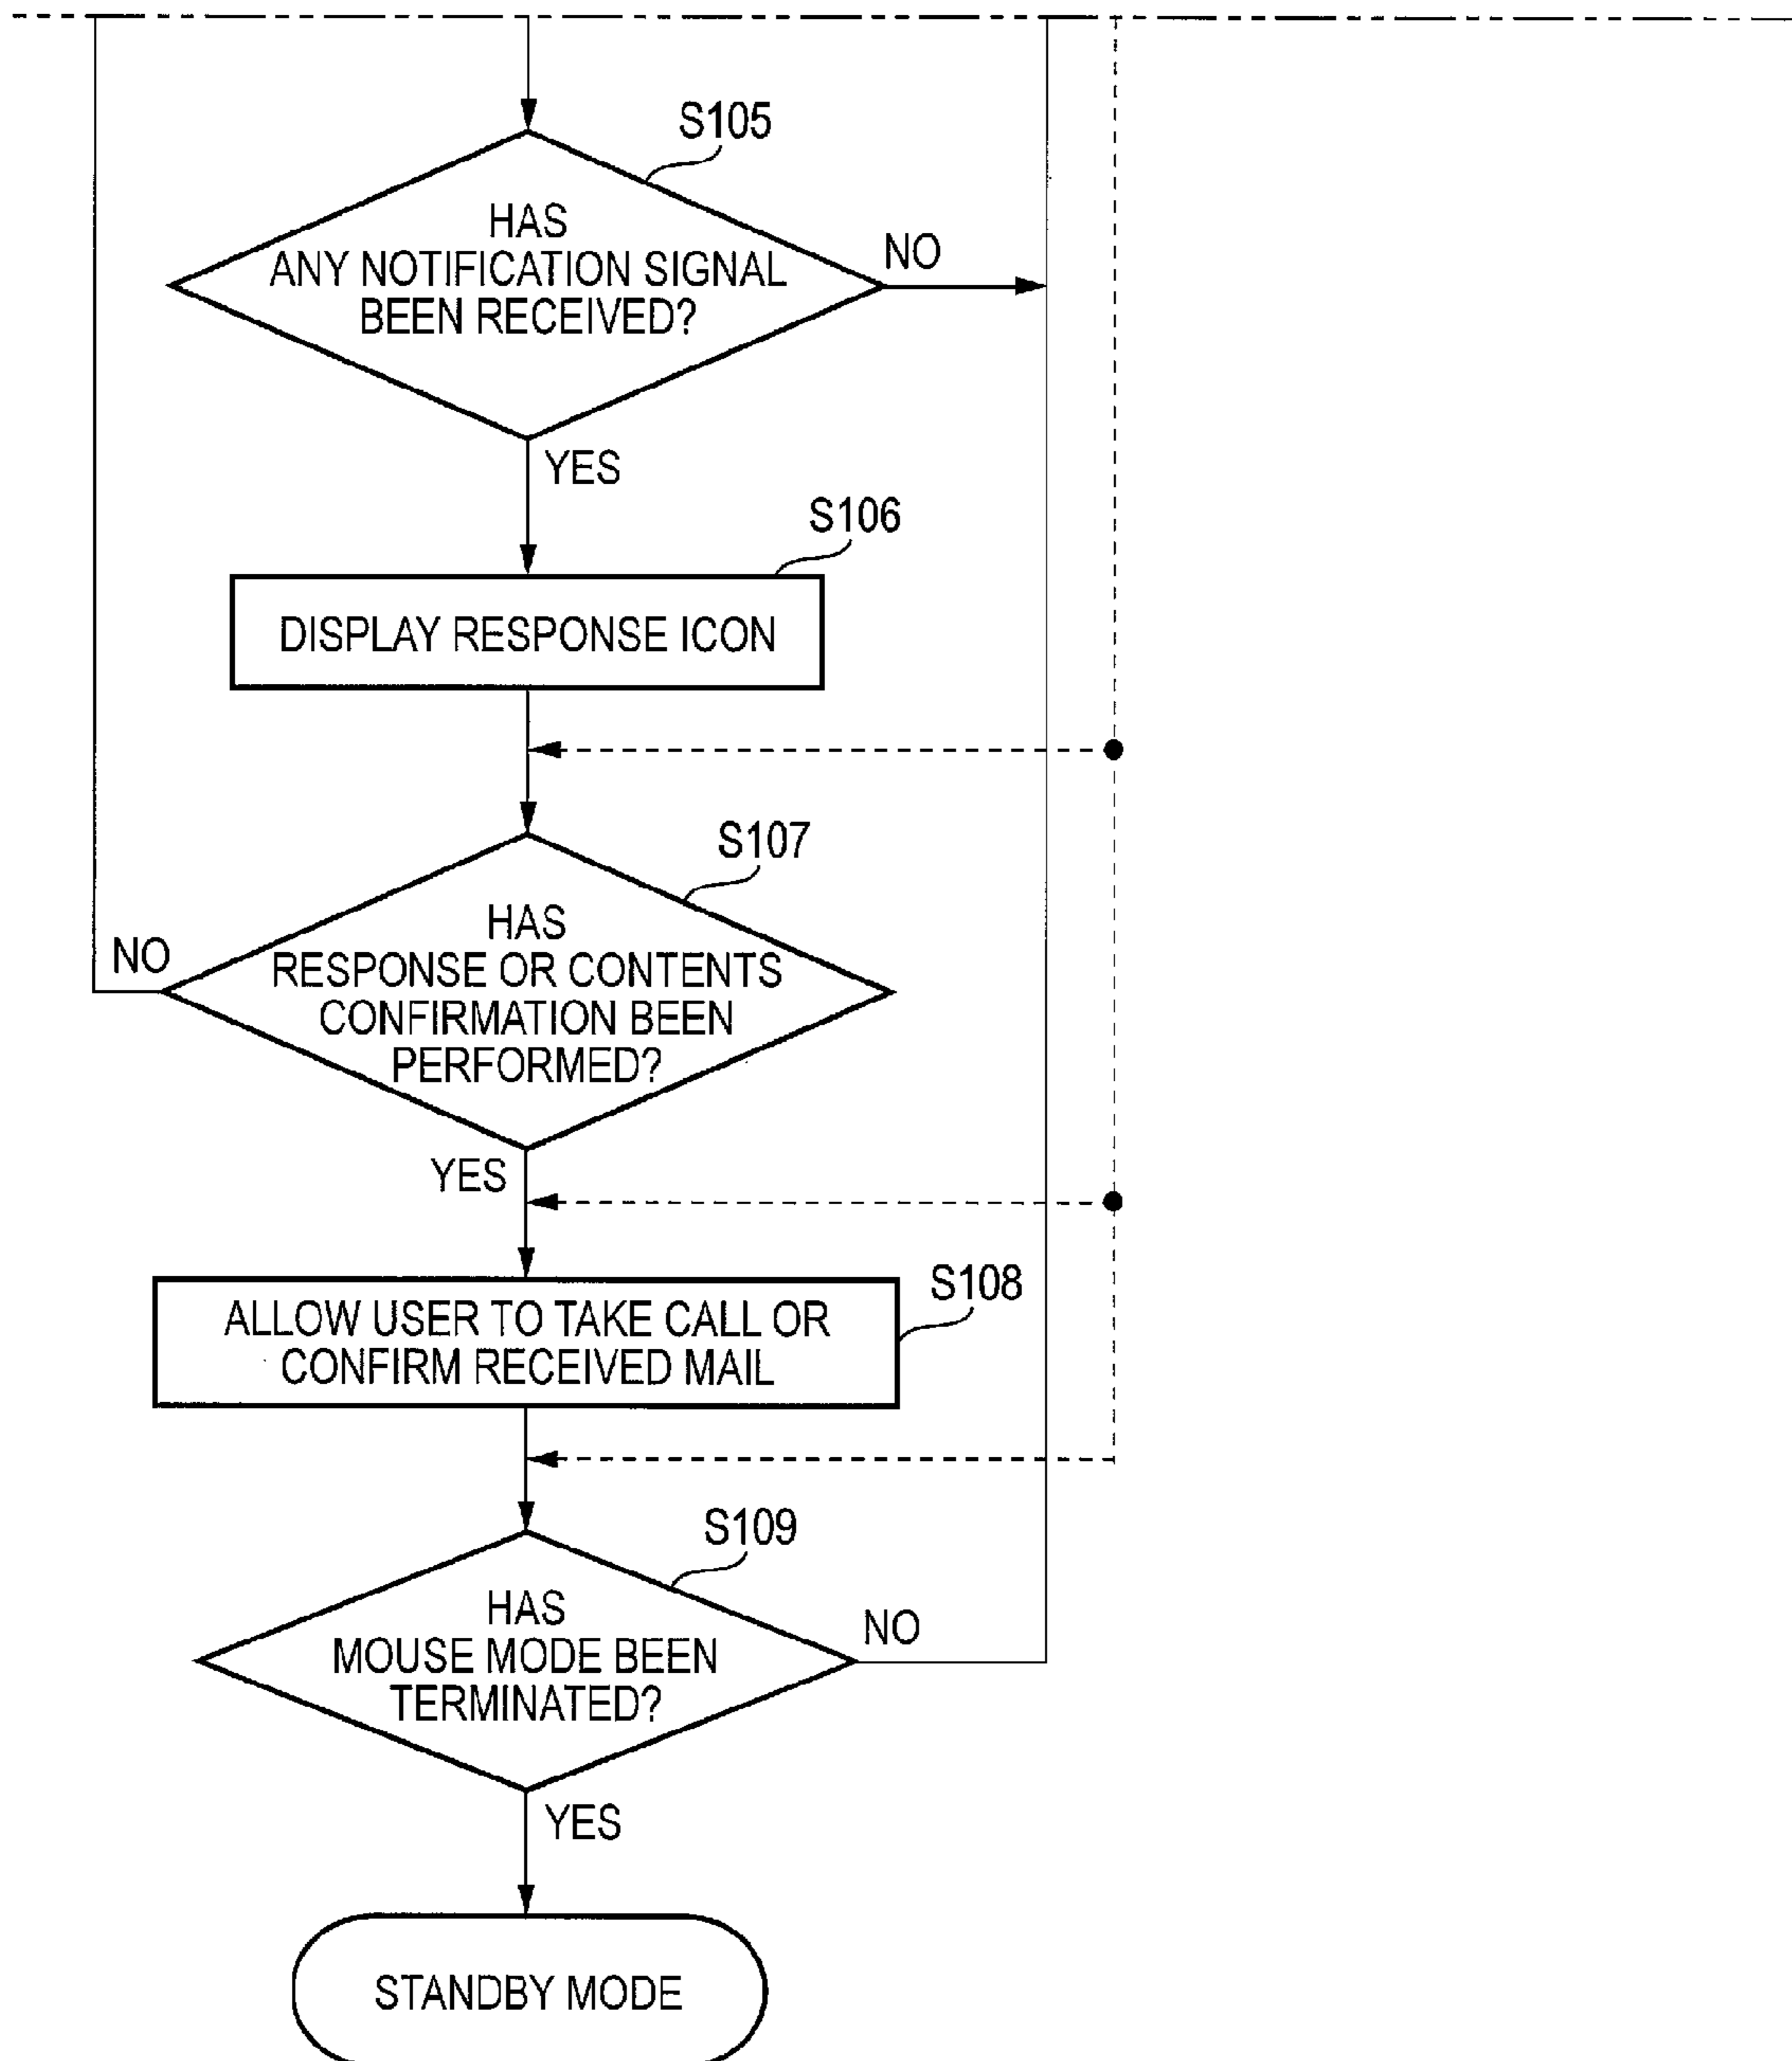 S105
HAS
ANY NOTIFICATION SIGNAL
BEEN RECEIVED?
NO
YES
S106
DISPLAY RESPONSE ICON
S107
HAS
RESPONSE OR CONTENTS
CONFIRMATION BEEN
PERFORMED?
NO
YES
S108
ALLOW USER TO TAKE CALL OR
CONFIRM RECEIVED MAIL
S109
HAS
MOUSE MODE BEEN
TERMINATED?
NO
YES
STANDBY MODE